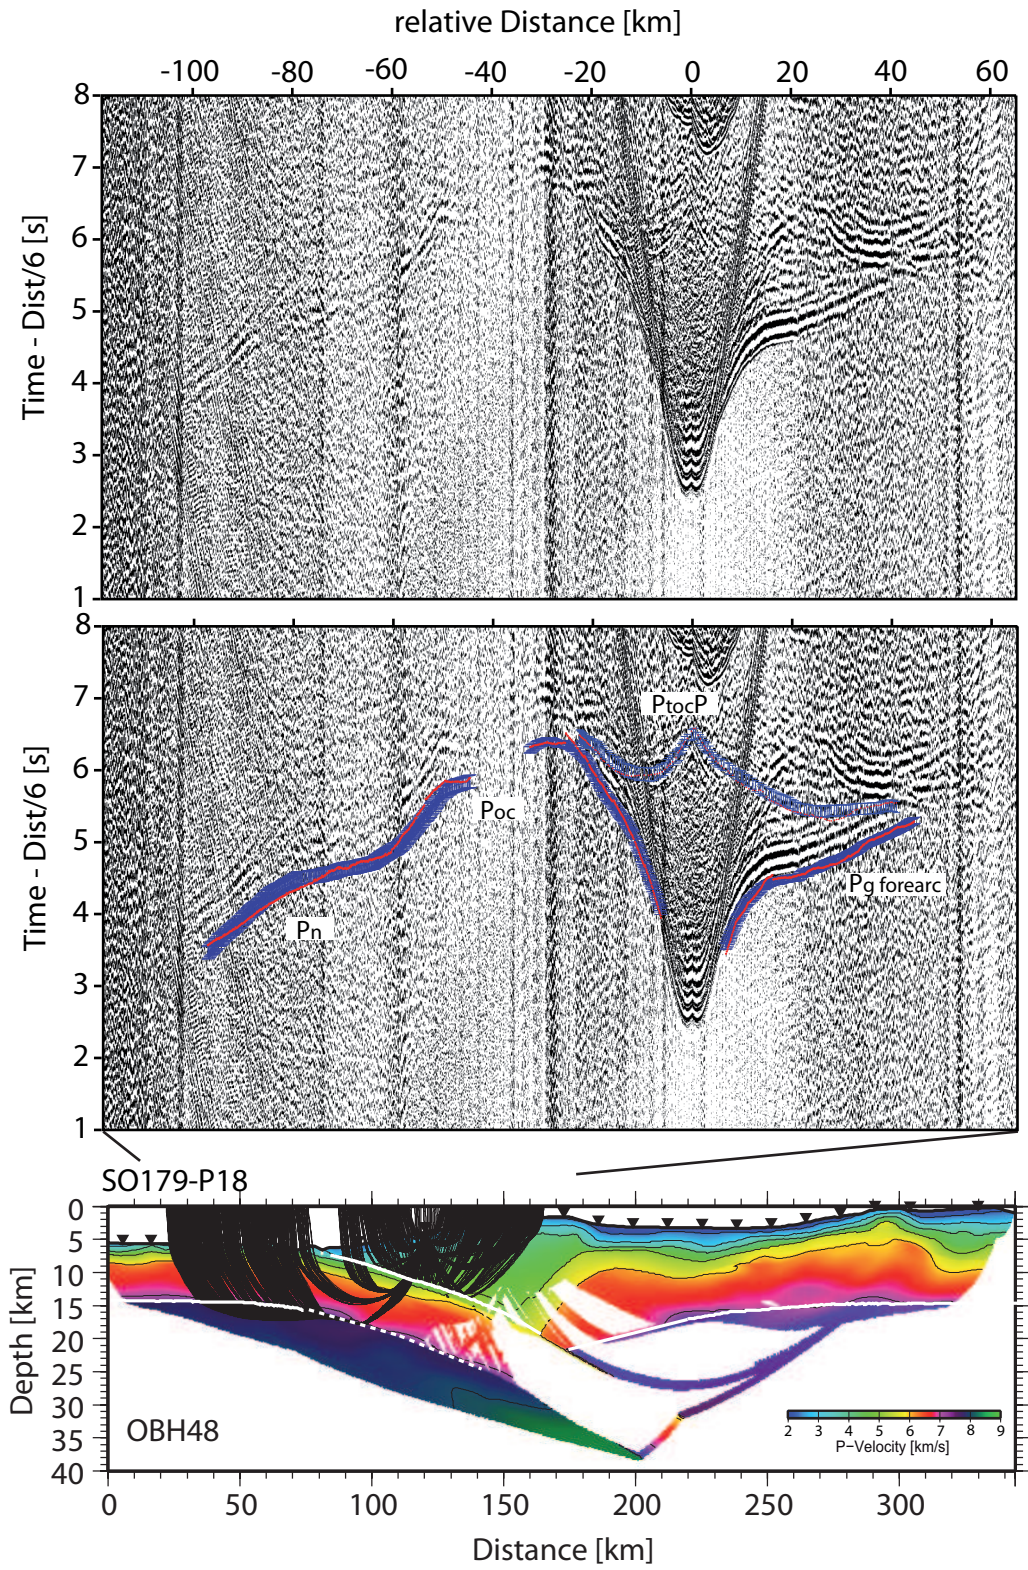 relative Distance [km]
-100 -80 -60 -40 -20 0 20 40 60
8
7
6
5
4
3
2
1
Time - Dist/6 [s]
8
7
6
5
4
3
2
1
Time - Dist/6 [s]
PtocP
Poc
Pg forearc
Pn
SO179-P18
0
5
10
15
20
25
30
35
40
Depth [km]
OBH48
2 3 4 5 6 7 8 9
P-Velocity [km/s]
0 50 100 150 200 250 300
Distance [km]